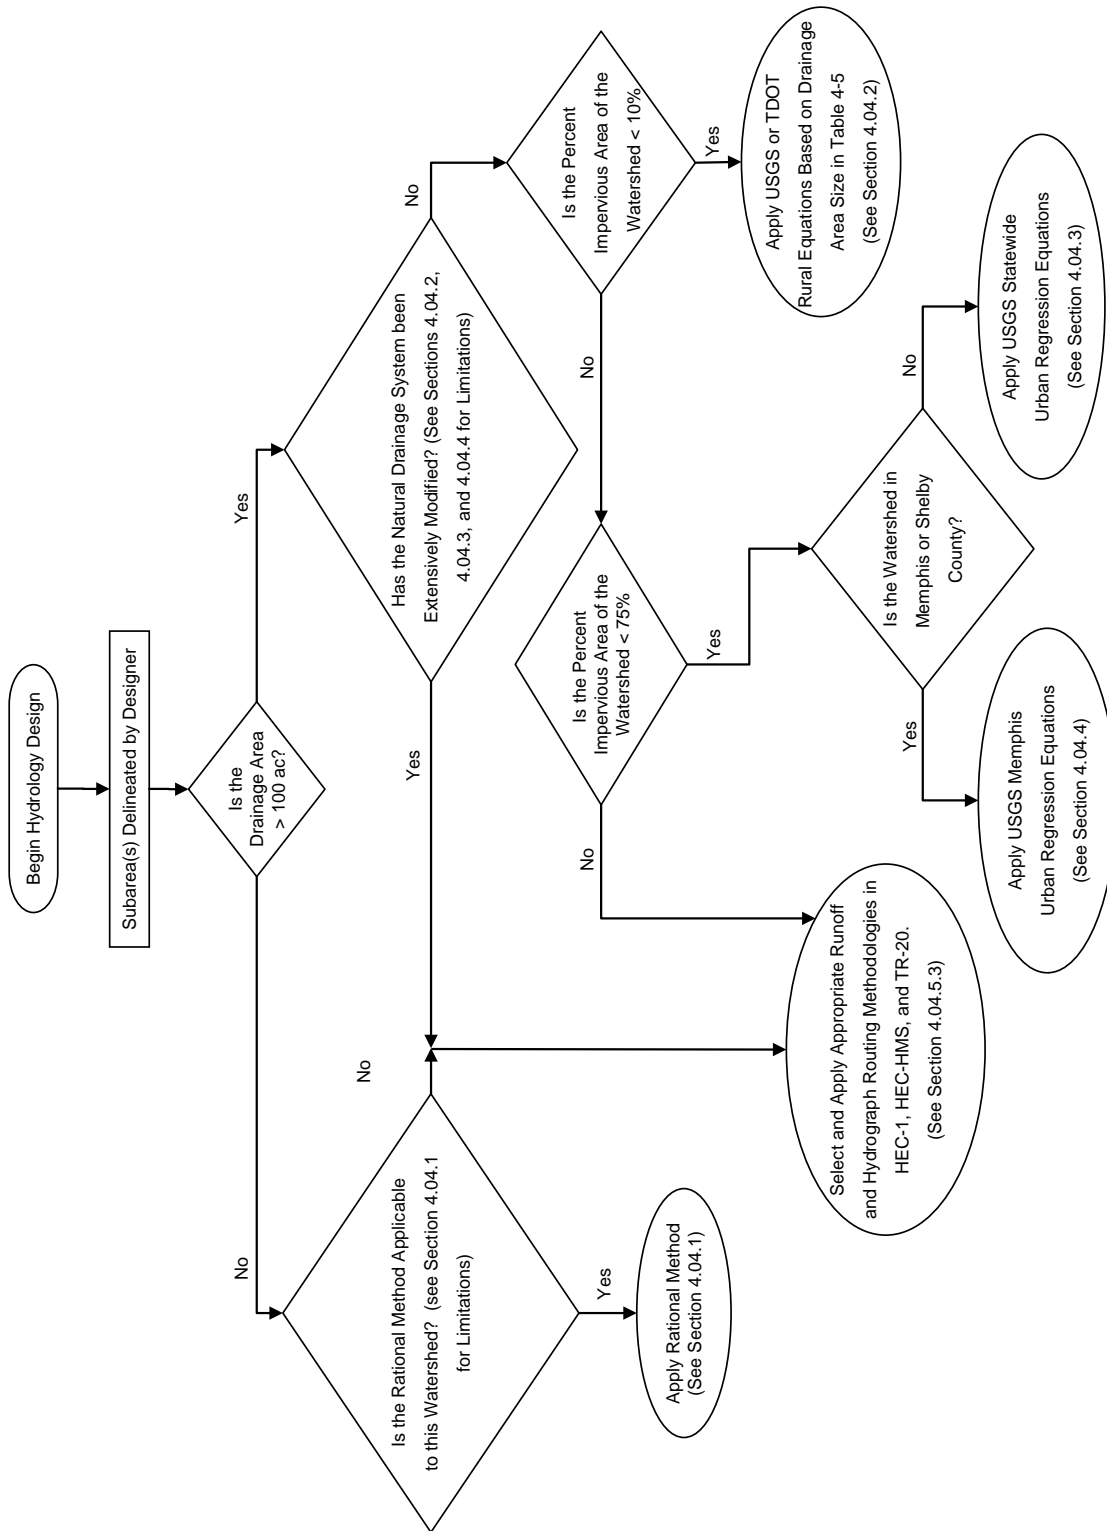 Begin Hydrology Design
Subarea(s) Delineated by Designer
Is the
Drainage Area
> 100 ac?
No
Yes
Is the Rational Method Applicable
to this Watershed?  (see Section 4.04.1
for Limitations)
No
Yes
Has the Natural Drainage System been
Extensively Modified? (See Sections 4.04.2,
4.04.3, and 4.04.4 for Limitations)
No
Yes
Apply Rational Method
(See Section 4.04.1)
Is the Percent
Impervious Area of the
Watershed < 75%
No
Yes
No
Is the Percent
Impervious Area of the
Watershed < 10%
Yes
Select and Apply Appropriate Runoff
and Hydrograph Routing Methodologies in
HEC-1, HEC-HMS, and TR-20.
(See Section 4.04.5.3)
Apply USGS or TDOT
Rural Equations Based on Drainage
Area Size in Table 4-5
(See Section 4.04.2)
Is the Watershed in
Memphis or Shelby
County?
Yes
No
Apply USGS Memphis
Urban Regression Equations
(See Section 4.04.4)
Apply USGS Statewide
Urban Regression Equations
(See Section 4.04.3)